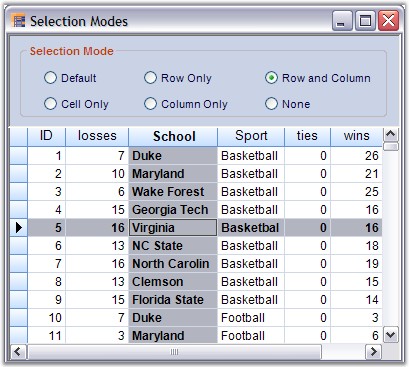 Selection Modes
Selection Mode
Default Row Only Row and Column
Cell Only Column Only None
ID losses School Sport ties wins
1 7 Duke Basketball 0 26
2 10 Maryland Basketball 0 21
3 6 Wake Forest Basketball 0 25
4 15 Georgia Tech Basketball 0 16
5 16 Virginia Basketbal 0 16
6 13 NC State Basketball 0 18
7 16 North Carolin Basketball 0 19
8 13 Clemson Basketball 0 15
9 15 Florida State Basketball 0 14
10 7 Duke Football 0 3
11 3 Maryland Football 0 6